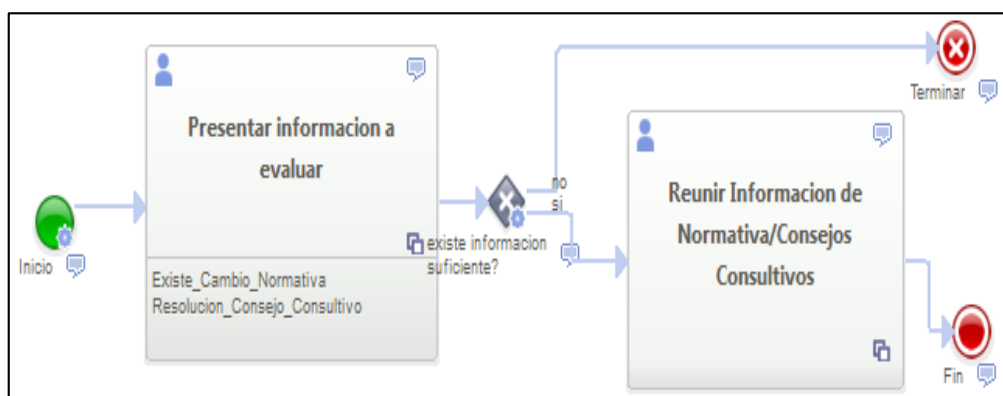 Presentar informacion a
evaluar
Existe_Cambio_Normativa
Resolucion_Consejo_Consultivo
Inicio
no
si
existe informacion
suficiente?
Terminar
Reunir Informacion de
Normativa/Consejos
Consultivos
Fin